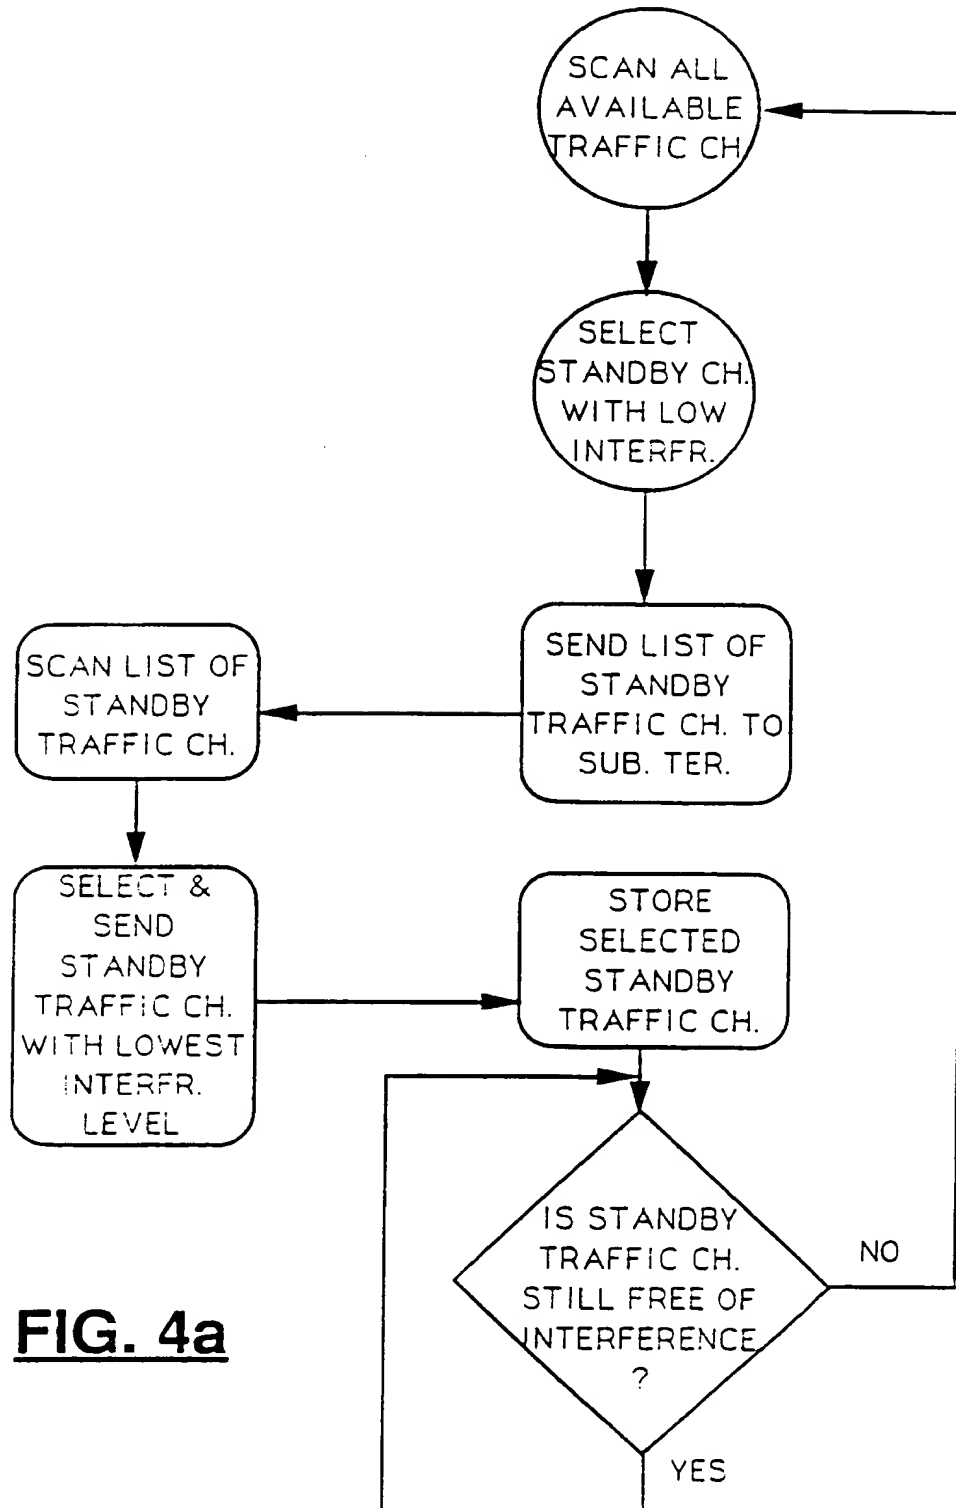 SCAN ALL
AVAILABLE
TRAFFIC CH.
SELECT
STANDBY CH.
WITH LOW
INTERFR.
SEND LIST OF
STANDBY
TRAFFIC CH. TO
SUB. TER.
SCAN LIST OF
STANDBY
TRAFFIC CH.
SELECT &
SEND
STANDBY
TRAFFIC CH.
WITH LOWEST
INTERFR.
LEVEL
STORE
SELECTED
STANDBY
TRAFFIC CH.
IS STANDBY
TRAFFIC CH.
STILL FREE OF
INTERFERENCE
?
NO
YES
FIG. 4a